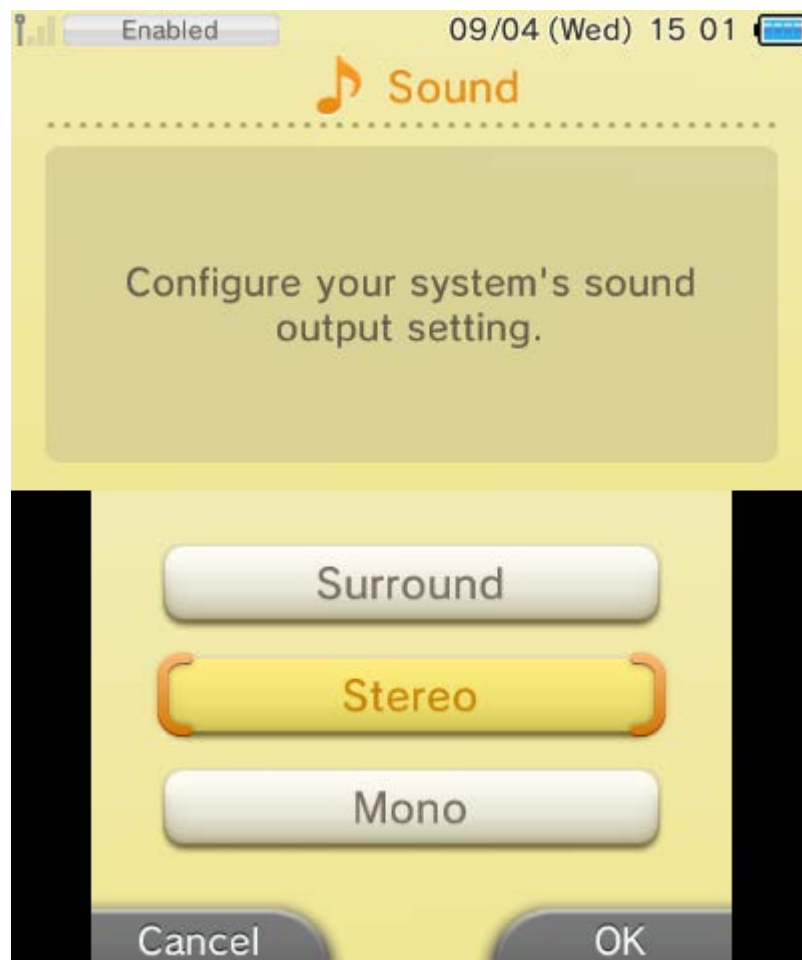 Enabled 09/04 (Wed) 15 01
Sound
Configure your system's sound
output setting.
Surround
Stereo
Mono
Cancel OK